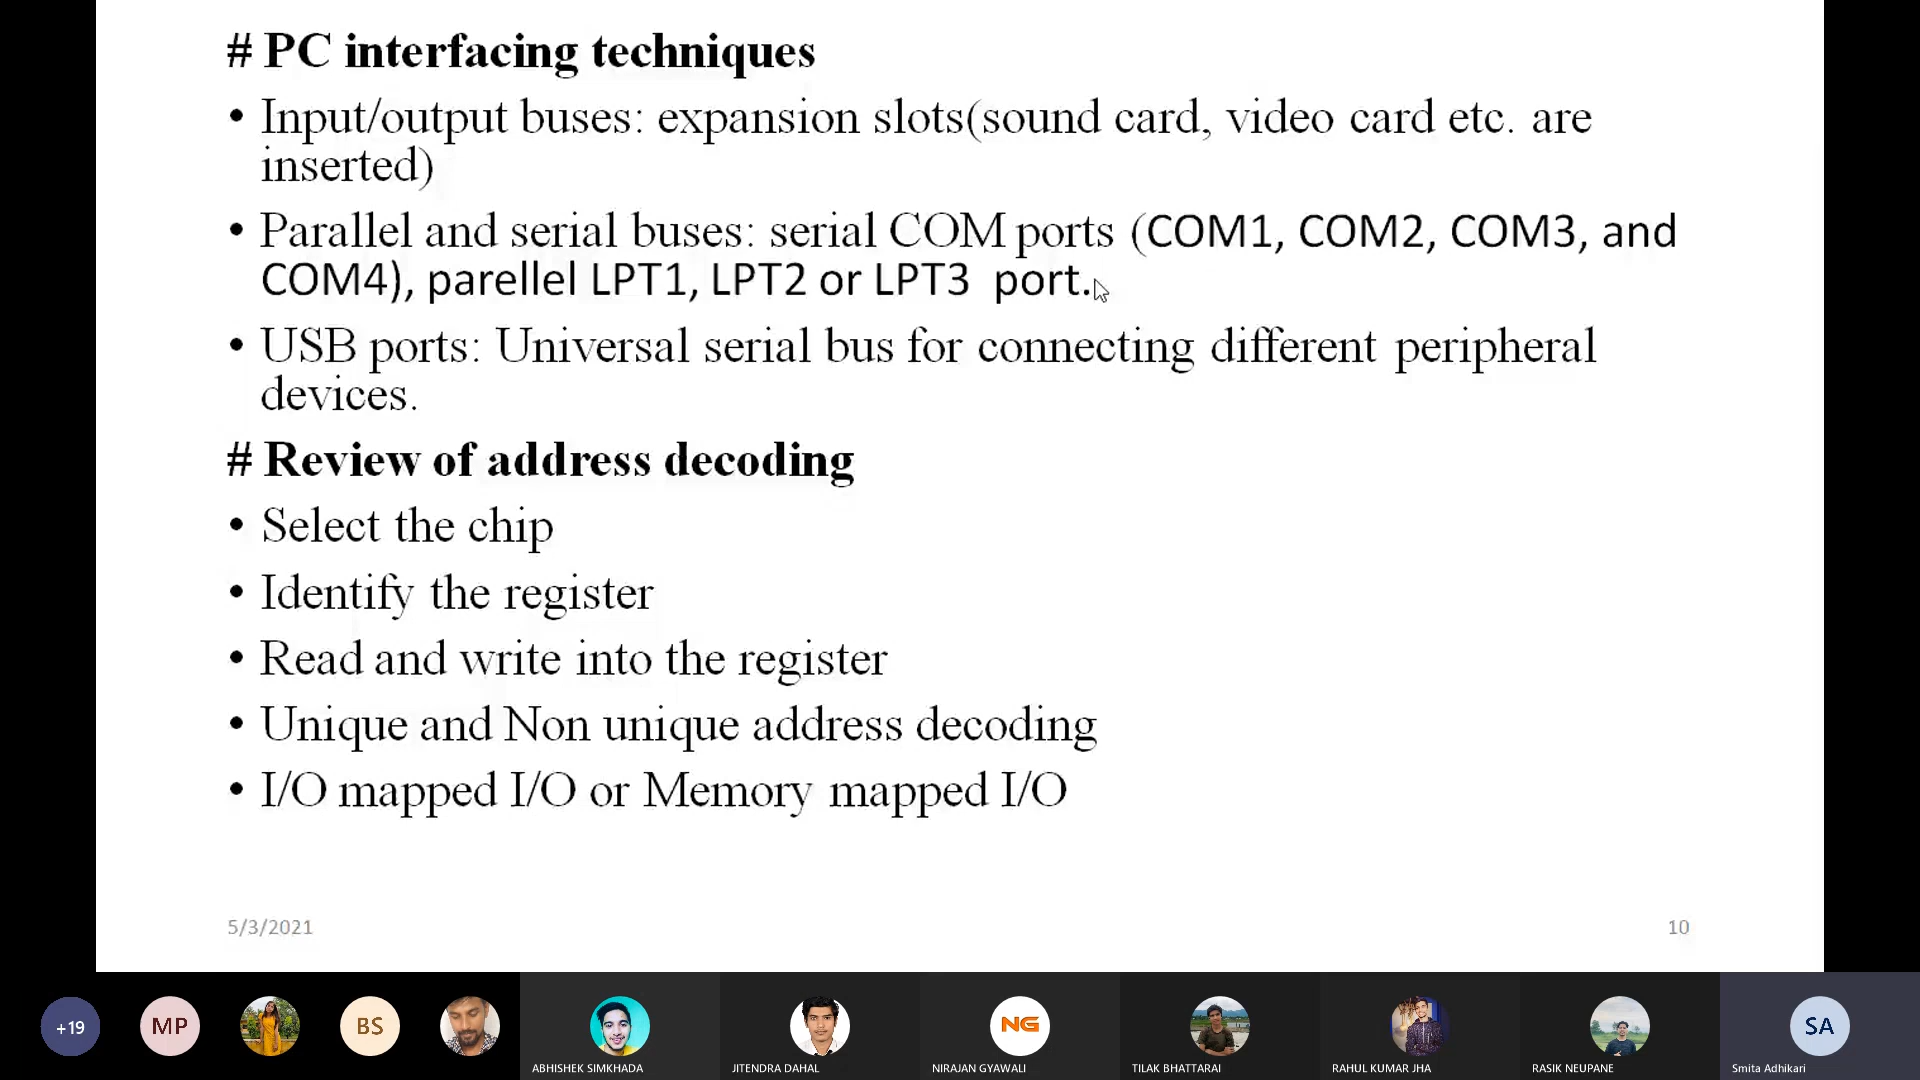 # PC interfacing techniques
• Input/output buses: expansion slots(sound card, video card etc. are
inserted)
• Parallel and serial buses: serial COM ports (COM1, COM2, COM3, and
COM4), parellel LPT1, LPT2 or LPT3 port.
• USB ports: Universal serial bus for connecting different peripheral
devices.
# Review of address decoding
• Select the chip
• Identify the register
• Read and write into the register
• Unique and Non unique address decoding
• I/O mapped I/O or Memory mapped I/O
5/3/2021
10
+19
MP
BS
NG
SA
ABHISHEK SIMKHADA
JITENDRA DAHAL
NIRAJAN GYAWALI
TILAK BHATTARAI
RAHUL KUMAR JHA
RASIK NEUPANE
Smita Adhikari